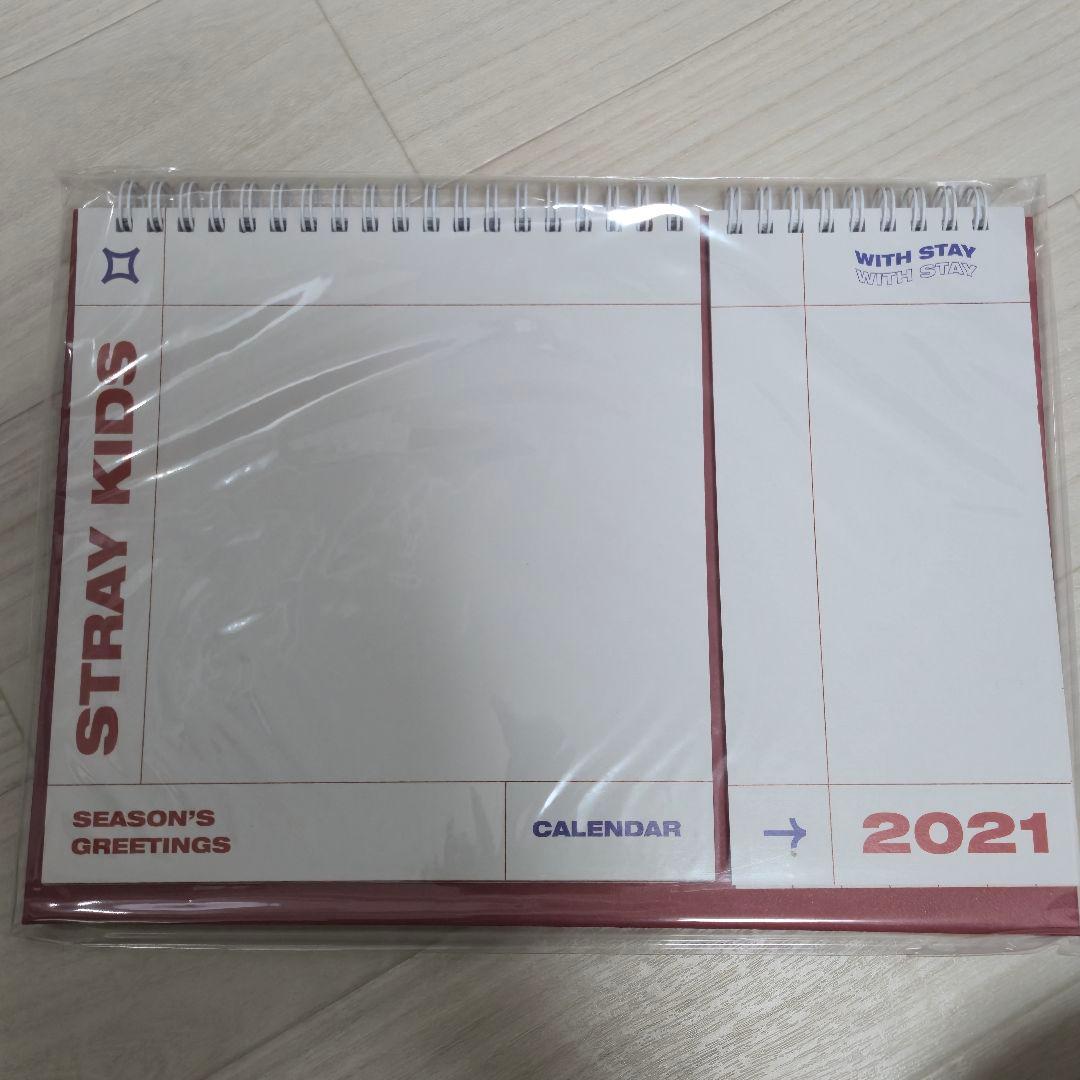 STRAY KIDS
WITH STAY
WITH STAY
SEASON'S
GREETINGS
CALENDAR
→ 2021